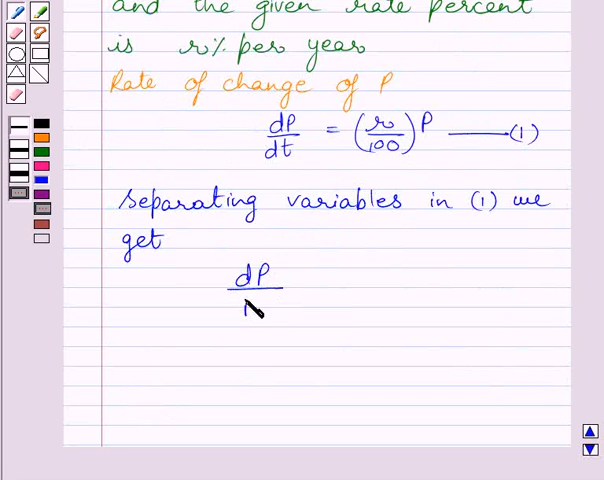 and the given rate percent
is r% per year
Rate of change of P
dP/dt = (r/100) P ——— (1)
Separating variables in (1) we
get
dP